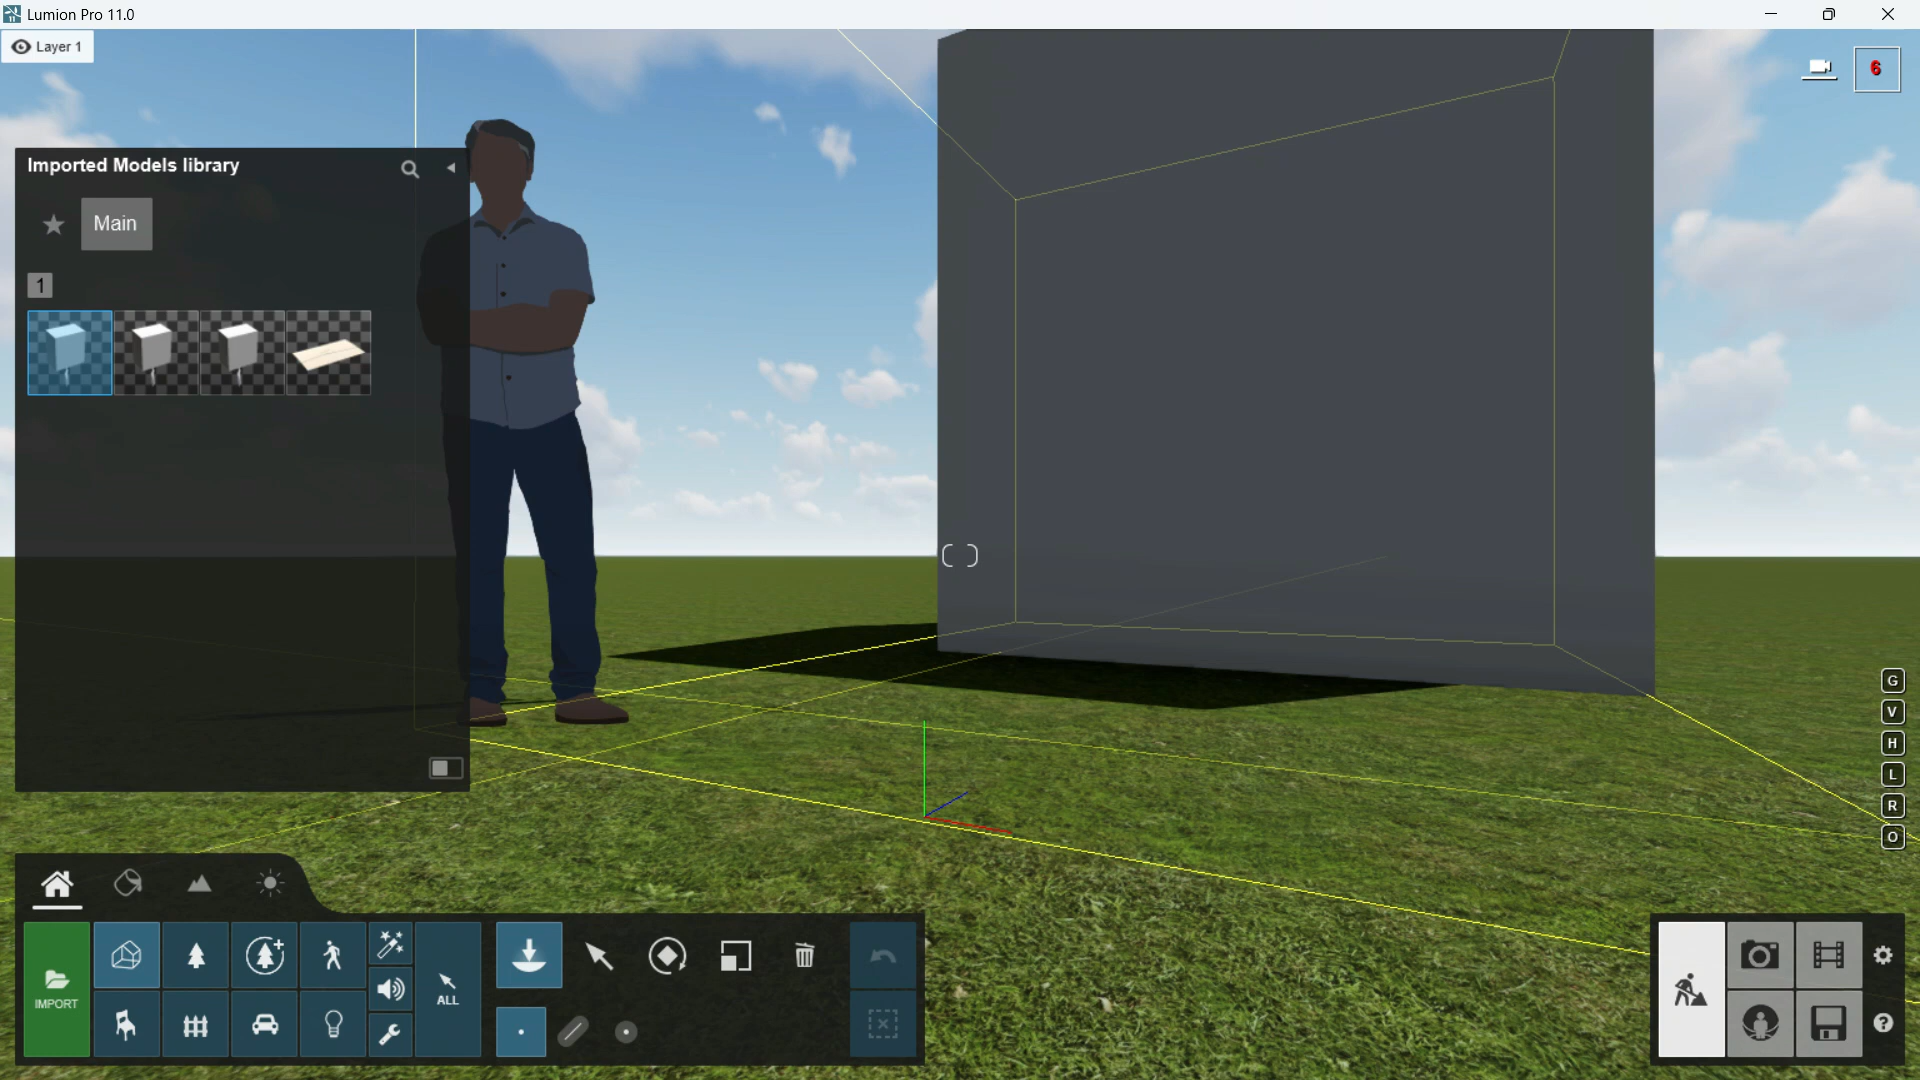 Lumion Pro 11.0
Layer 1
6
Imported Models library
Main
1
G
V
H
L
R
O
IMPORT
ALL